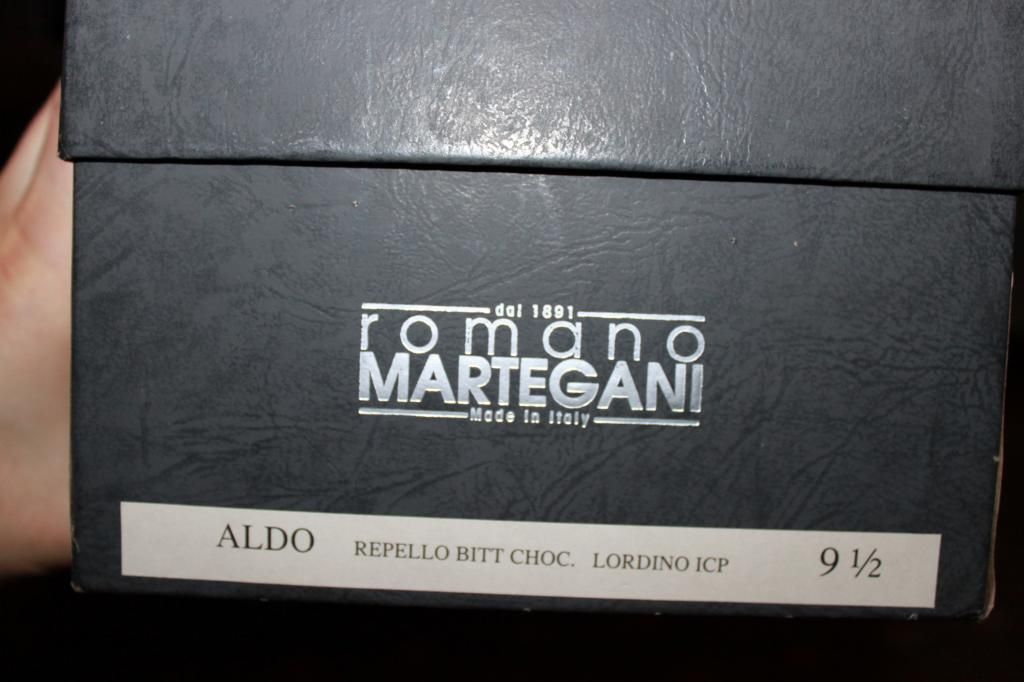 dal 1891
romano
MARTEGANI
Made in Italy
ALDO REPELLO BITT CHOC. LORDINO ICP 9 ½